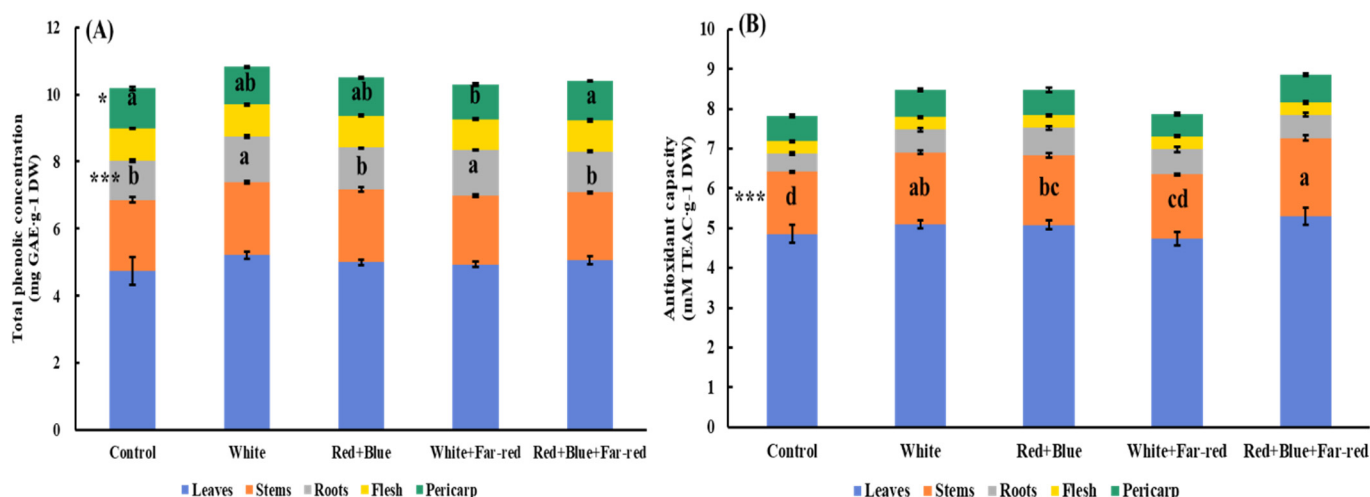 (A)
Total phenolic concentration
(mg GAE·g-1 DW)
12
10
8
6
4
2
0
*
***
a
ab
ab
b
a
b
a
b
a
b
Control
White
Red+Blue
White+Far-red
Red+Blue+Far-red
Leaves Stems Roots Flesh Pericarp
(B)
Antioxidant capacity
(mM TEAC·g-1 DW)
10
9
8
7
6
5
4
3
2
1
0
***
d
ab
bc
cd
a
Control
White
Red+Blue
White+Far-red
Red+Blue+Far-red
Leaves Stems Roots Flesh Pericarp